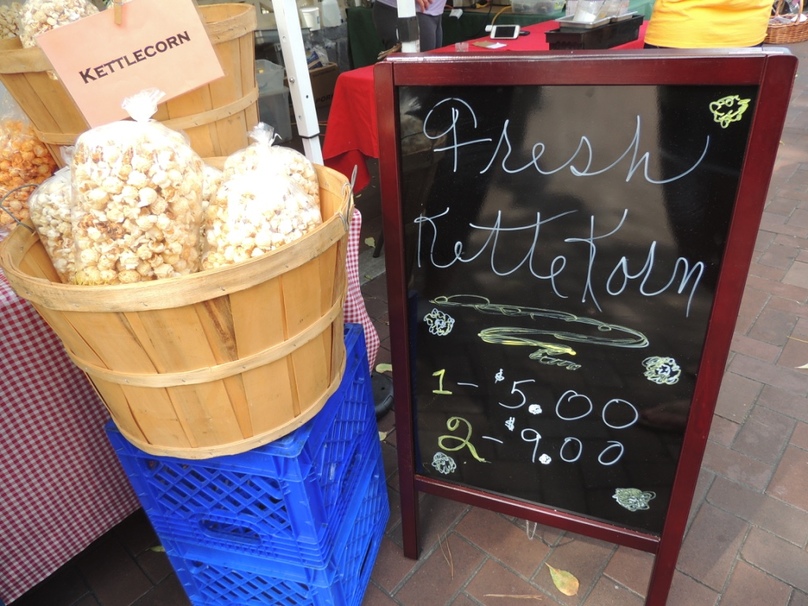 Kettlecorn
Fresh
KetteKorn
1 - $5.00
2 - $9.00